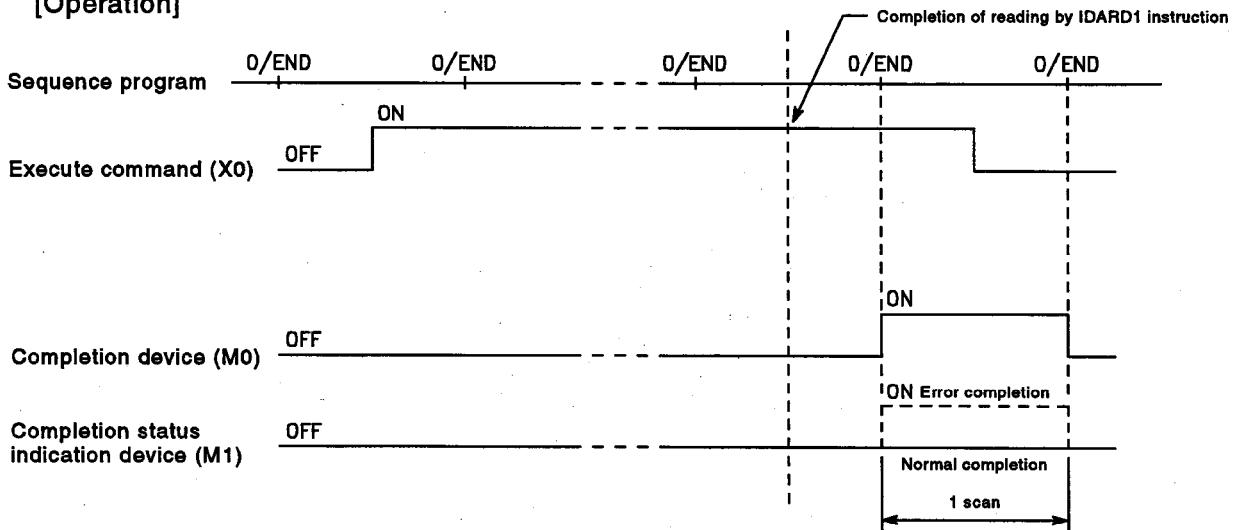 [Operation]
Completion of reading by IDARD1 instruction
0/END 0/END 0/END 0/END 0/END
Sequence program
ON
OFF
Execute command (X0)
ON
OFF
Completion device (M0)
ON Error completion
OFF
Completion status
indication device (M1)
Normal completion
1 scan